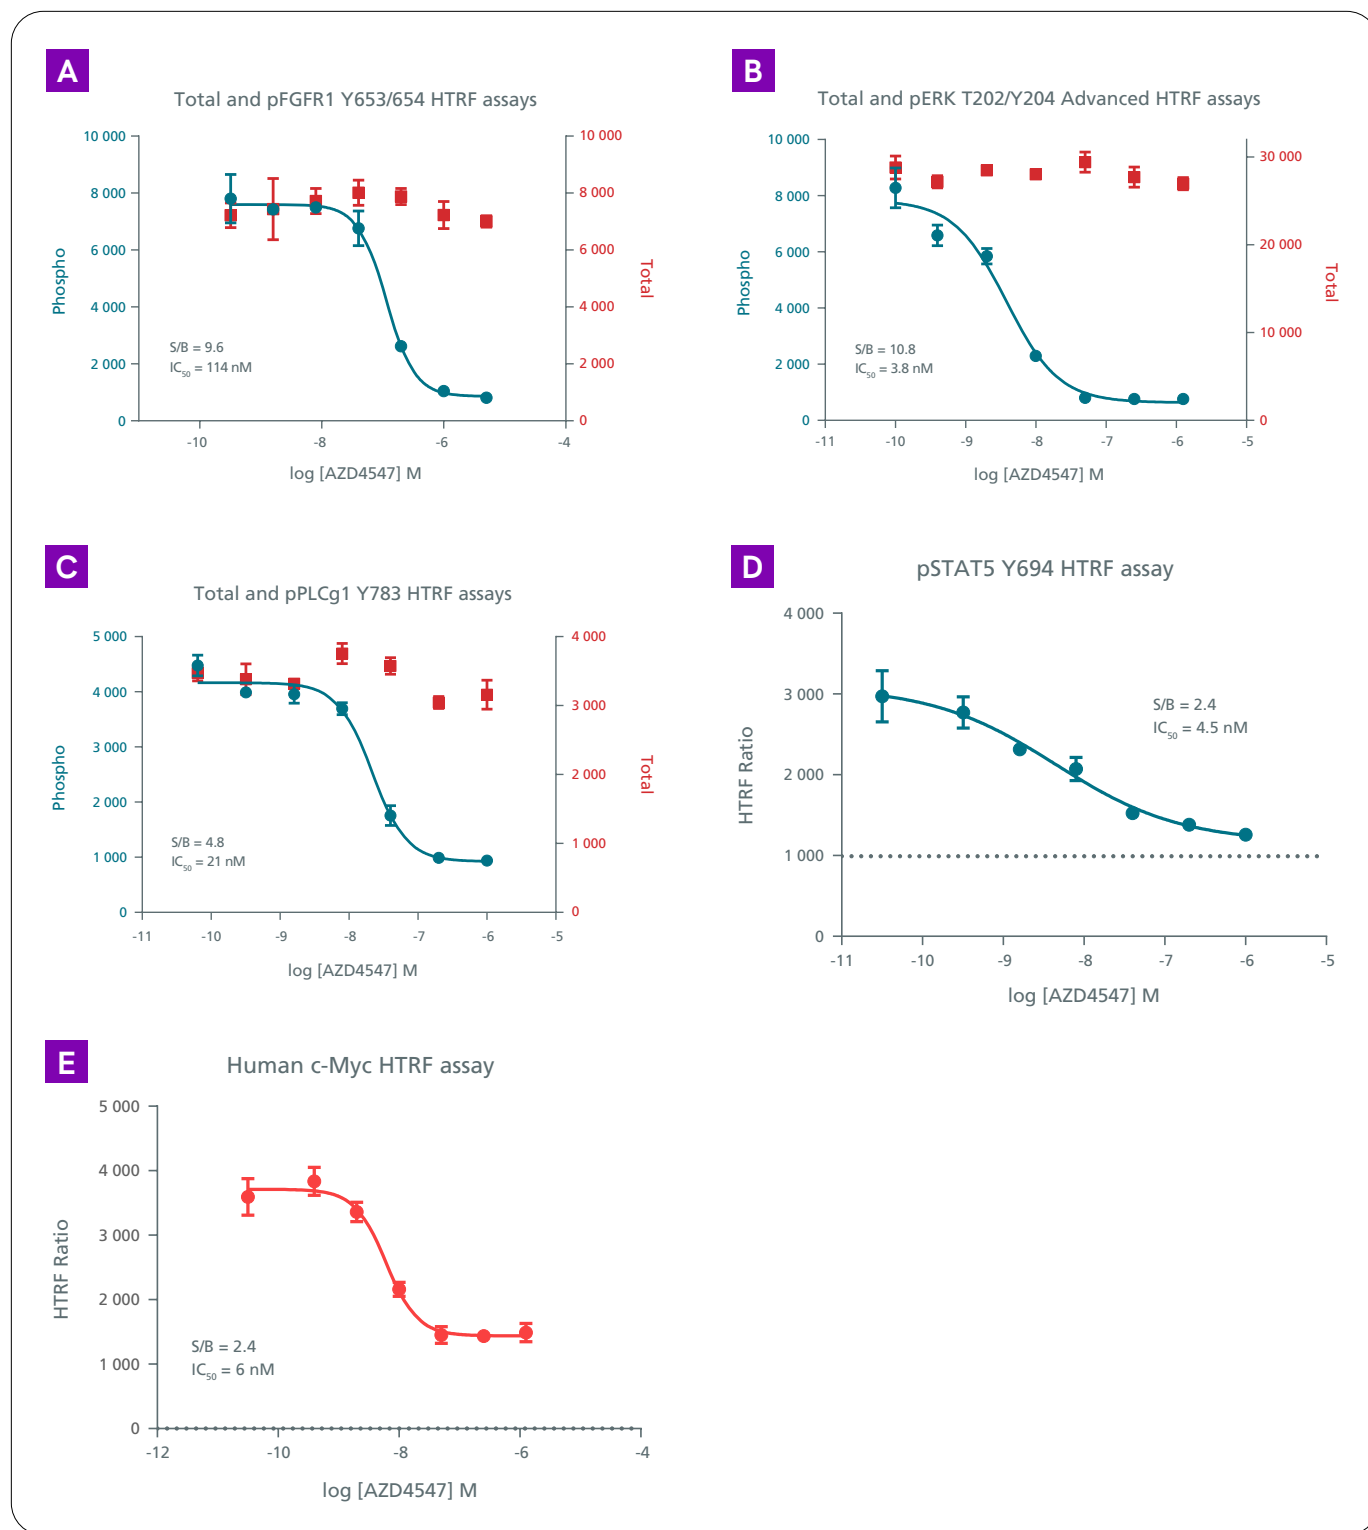 A
Total and pFGFR1 Y653/654 HTRF assays
10 000
8 000
6 000
4 000
2 000
0
Phospho
10 000
8 000
6 000
4 000
2 000
0
Total
S/B = 9.6
IC50 = 114 nM
-10
-8
-6
-4
log [AZD4547] M
B
Total and pERK T202/Y204 Advanced HTRF assays
10 000
8 000
6 000
4 000
2 000
0
Phospho
30 000
20 000
10 000
0
Total
S/B = 10.8
IC50 = 3.8 nM
-11
-10
-9
-8
-7
-6
-5
log [AZD4547] M
C
Total and pPLCg1 Y783 HTRF assays
5 000
4 000
3 000
2 000
1 000
0
Phospho
4 000
3 000
2 000
1 000
0
Total
S/B = 4.8
IC50 = 21 nM
-11
-10
-9
-8
-7
-6
-5
log [AZD4547] M
D
pSTAT5 Y694 HTRF assay
4 000
3 000
2 000
1 000
0
HTRF Ratio
S/B = 2.4
IC50 = 4.5 nM
-11
-10
-9
-8
-7
-6
-5
log [AZD4547] M
E
Human c-Myc HTRF assay
5 000
4 000
3 000
2 000
1 000
0
HTRF Ratio
S/B = 2.4
IC50 = 6 nM
-12
-10
-8
-6
-4
log [AZD4547] M